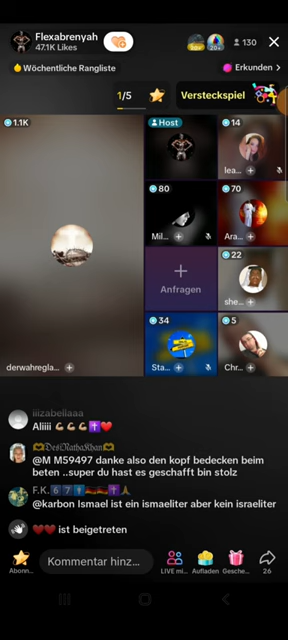 Flexabrenyah
47.1K Likes
20+
130
Wöchentliche Rangliste
Erkunden
1/5
Versteckspiel
1.1K
Host
14
lea...
80
70
Mil...
Ara...
Anfragen
22
she...
34
5
derwahregla...
Sta...
Chr...
iiizabellaaa
Aliiii
DesiRathaKhan
@M M59497 danke also den kopf bedecken beim
beten ..super du hast es geschafft bin stolz
F.K. 6 7
@karbon Ismael ist ein ismaeliter aber kein israeliter
ist beigetreten
Abonn...
Kommentar hinz...
LIVE mi...
Aufladen
Gesche...
26